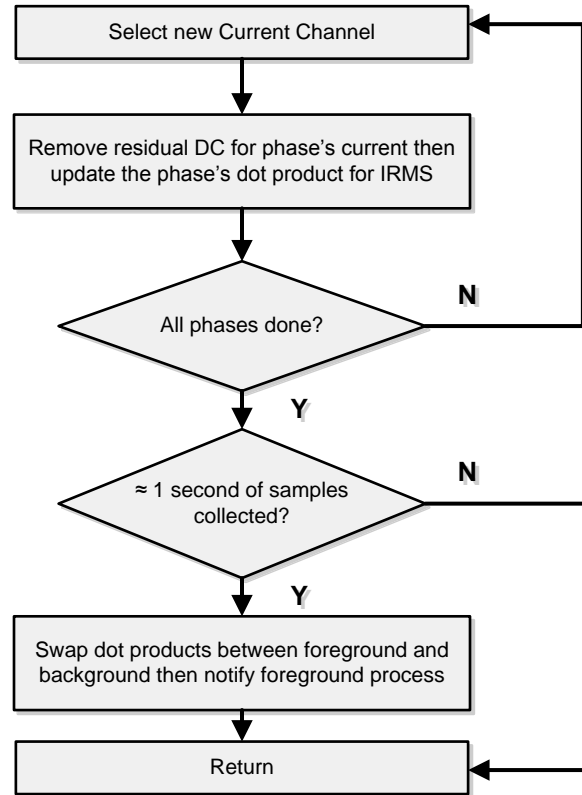 Select new Current Channel
Remove residual DC for phase's current then
update the phase's dot product for IRMS
All phases done?
N
Y
≈ 1 second of samples
collected?
N
Y
Swap dot products between foreground and
background then notify foreground process
Return